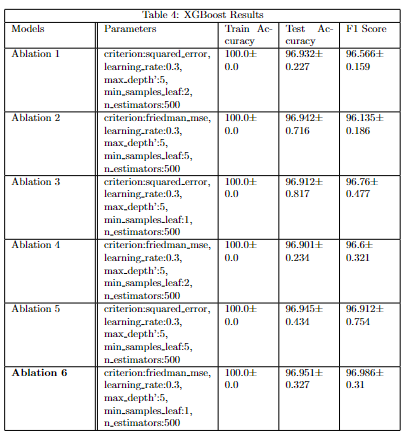 Table 4: XGBoost Results
Models Parameters Train Ac- Test Ac- F1 Score
curacy curacy
Ablation 1 criterion:squared_error, 100.0± 96.932± 96.566±
learning_rate:0.3, 0.0 0.227 0.159
max_depth':5,
min_samples_leaf:2,
n_estimators:500
Ablation 2 criterion:friedman_mse, 100.0± 96.942± 96.135±
learning_rate:0.3, 0.0 0.716 0.186
max_depth':5,
min_samples_leaf:5,
n_estimators:500
Ablation 3 criterion:squared_error, 100.0± 96.912± 96.76±
learning_rate:0.3, 0.0 0.817 0.477
max_depth':5,
min_samples_leaf:1,
n_estimators:500
Ablation 4 criterion:friedman_mse, 100.0± 96.901± 96.6±
learning_rate:0.3, 0.0 0.234 0.321
max_depth':5,
min_samples_leaf:2,
n_estimators:500
Ablation 5 criterion:squared_error, 100.0± 96.945± 96.912±
learning_rate:0.3, 0.0 0.434 0.754
max_depth':5,
min_samples_leaf:5,
n_estimators:500
Ablation 6 criterion:friedman_mse, 100.0± 96.951± 96.986±
learning_rate:0.3, 0.0 0.327 0.31
max_depth':5,
min_samples_leaf:1,
n_estimators:500